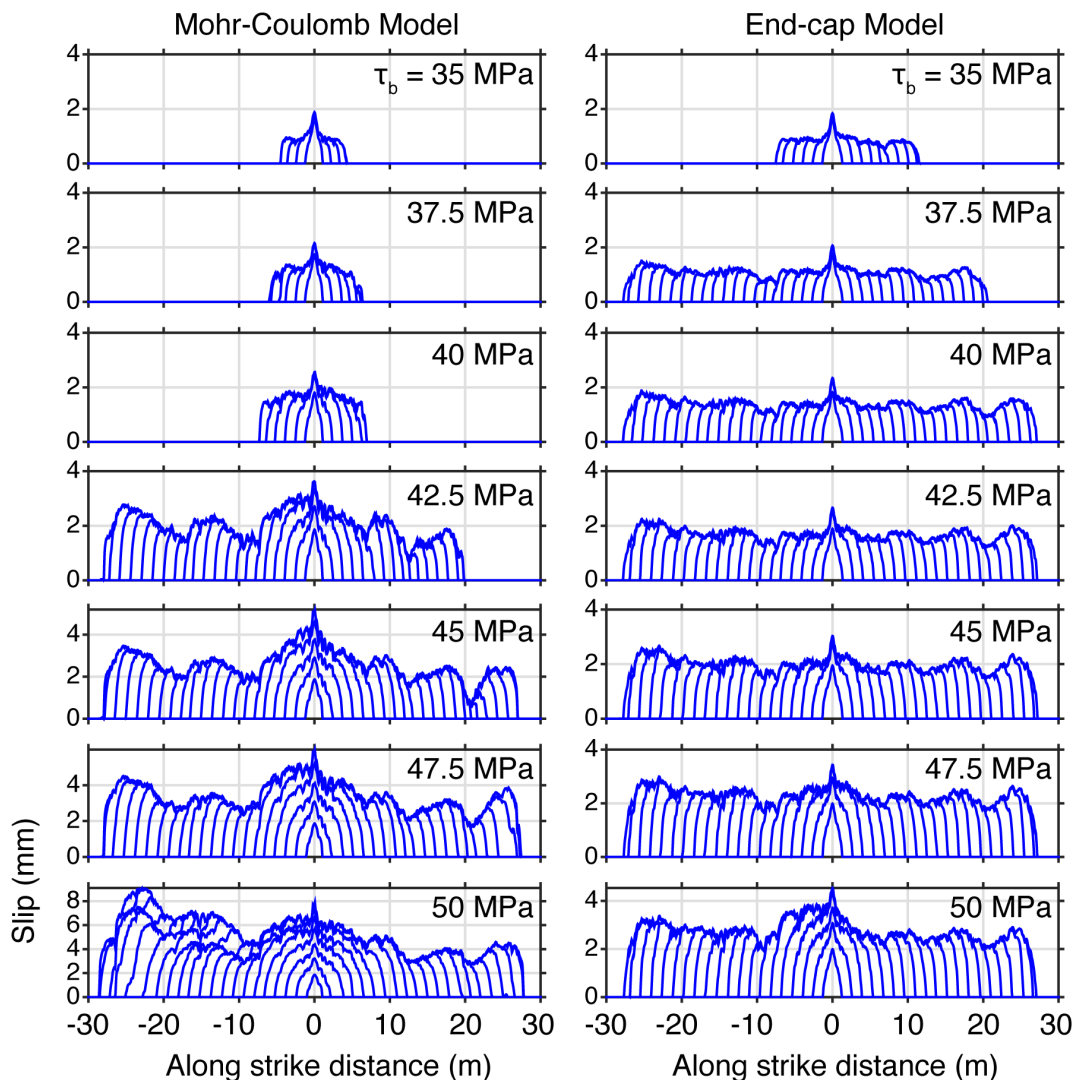 Mohr-Coulomb Model
End-cap Model
4
2
0
τb = 35 MPa
4
2
0
τb = 35 MPa
4
2
0
37.5 MPa
4
2
0
37.5 MPa
4
2
0
40 MPa
4
2
0
40 MPa
4
2
0
42.5 MPa
4
2
0
42.5 MPa
4
2
0
45 MPa
4
2
0
45 MPa
4
2
0
47.5 MPa
4
2
0
47.5 MPa
8
6
4
2
0
50 MPa
4
2
0
50 MPa
Slip (mm)
-30 -20 -10 0 10 20 30
-30 -20 -10 0 10 20 30
Along strike distance (m)
Along strike distance (m)